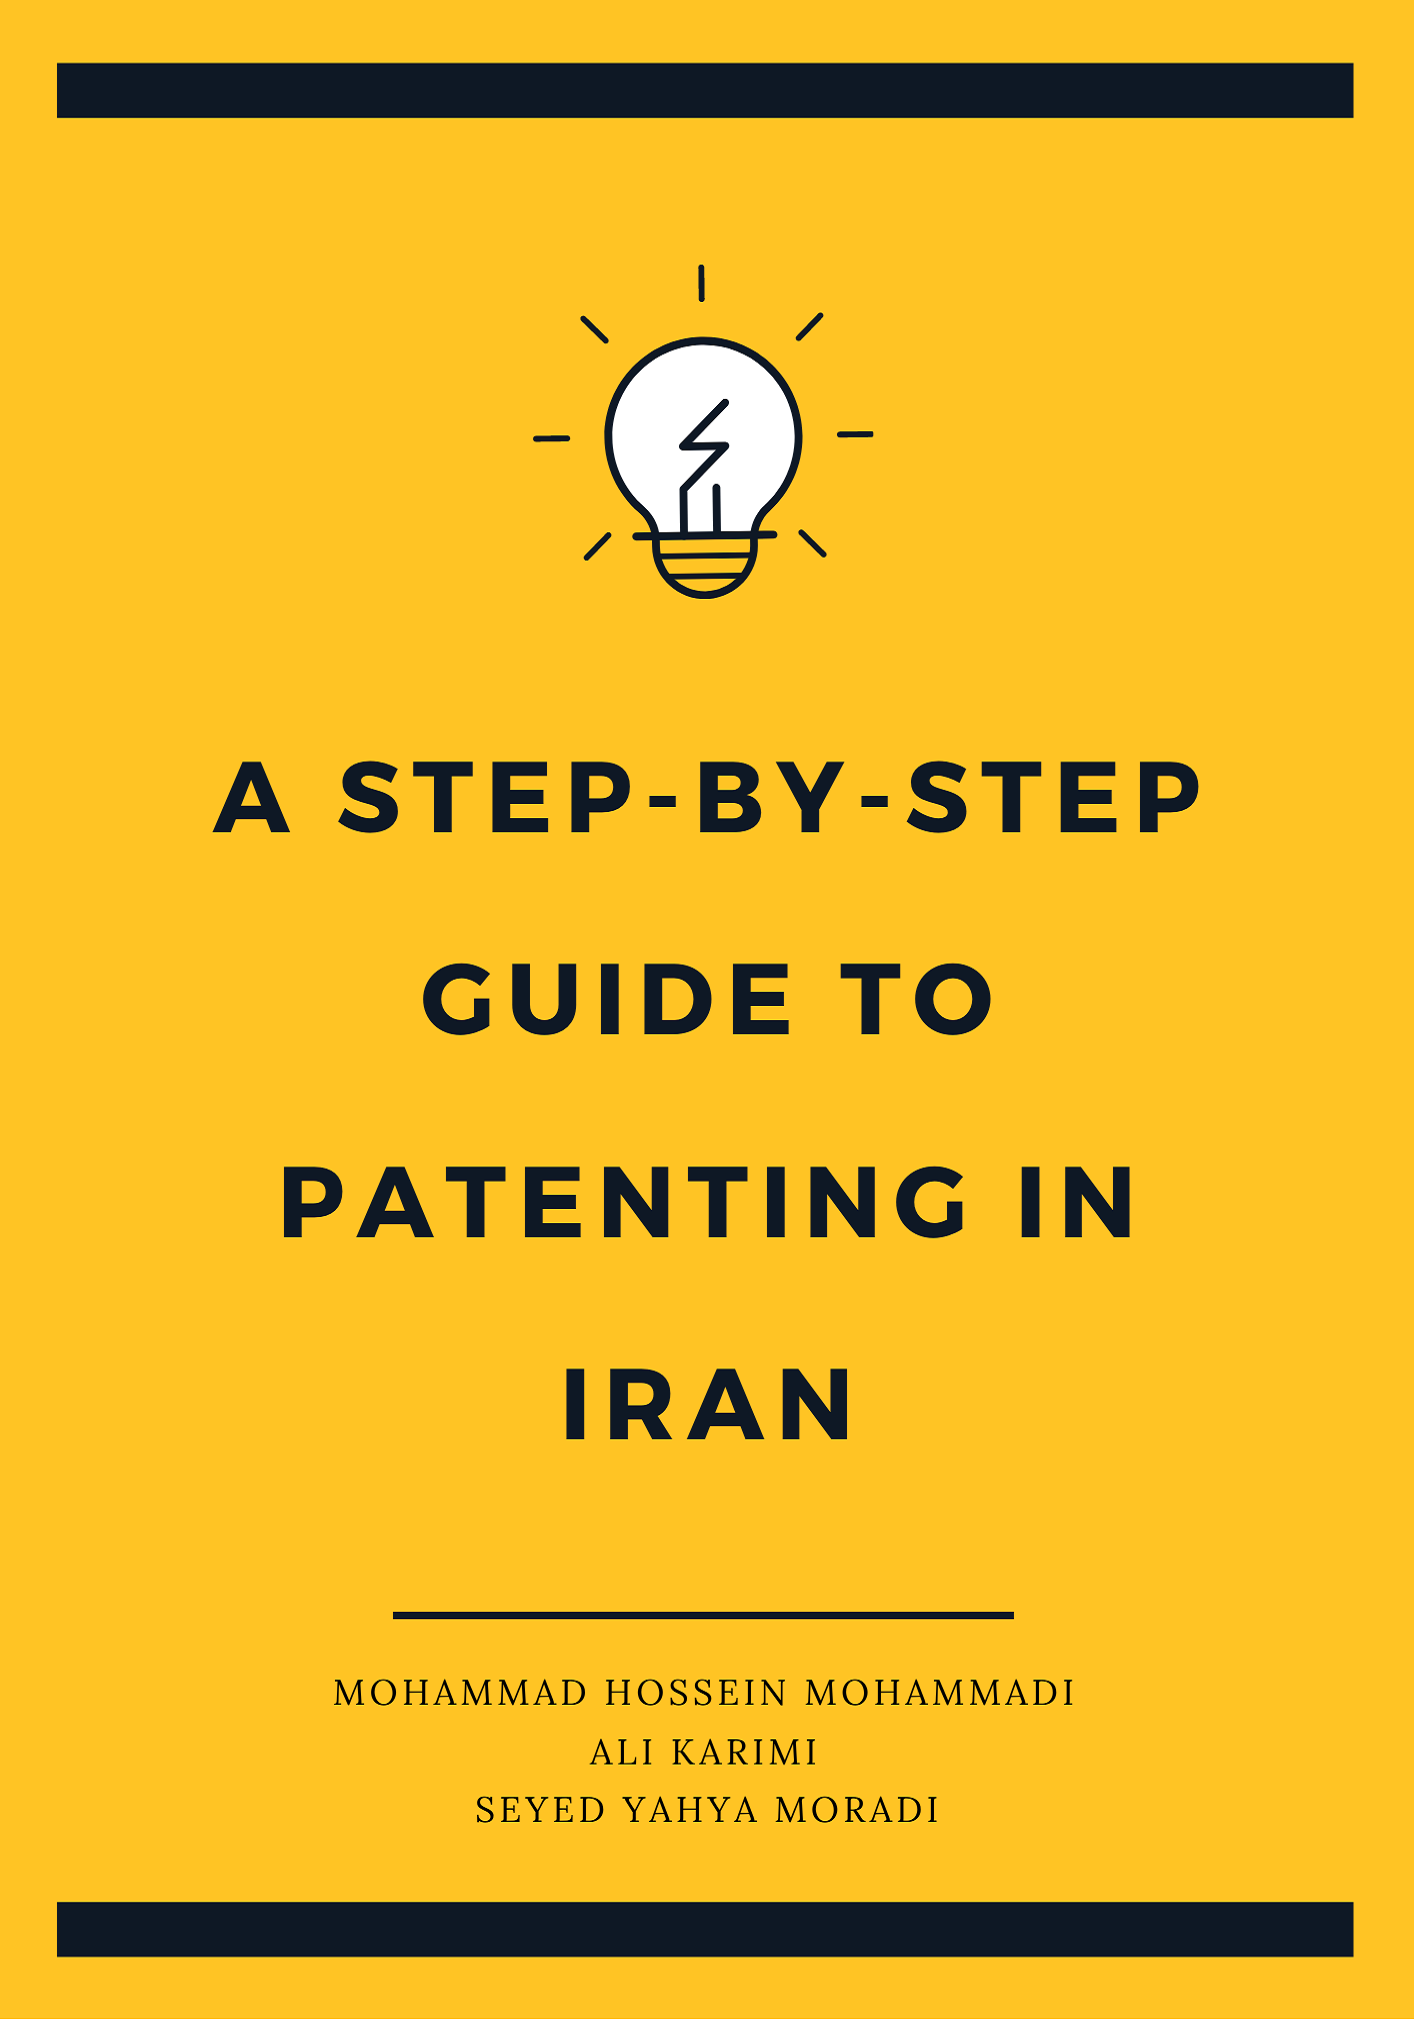 A STEP-BY-STEP
GUIDE TO
PATENTING IN
IRAN
MOHAMMAD HOSSEIN MOHAMMADI
ALI KARIMI
SEYED YAHYA MORADI